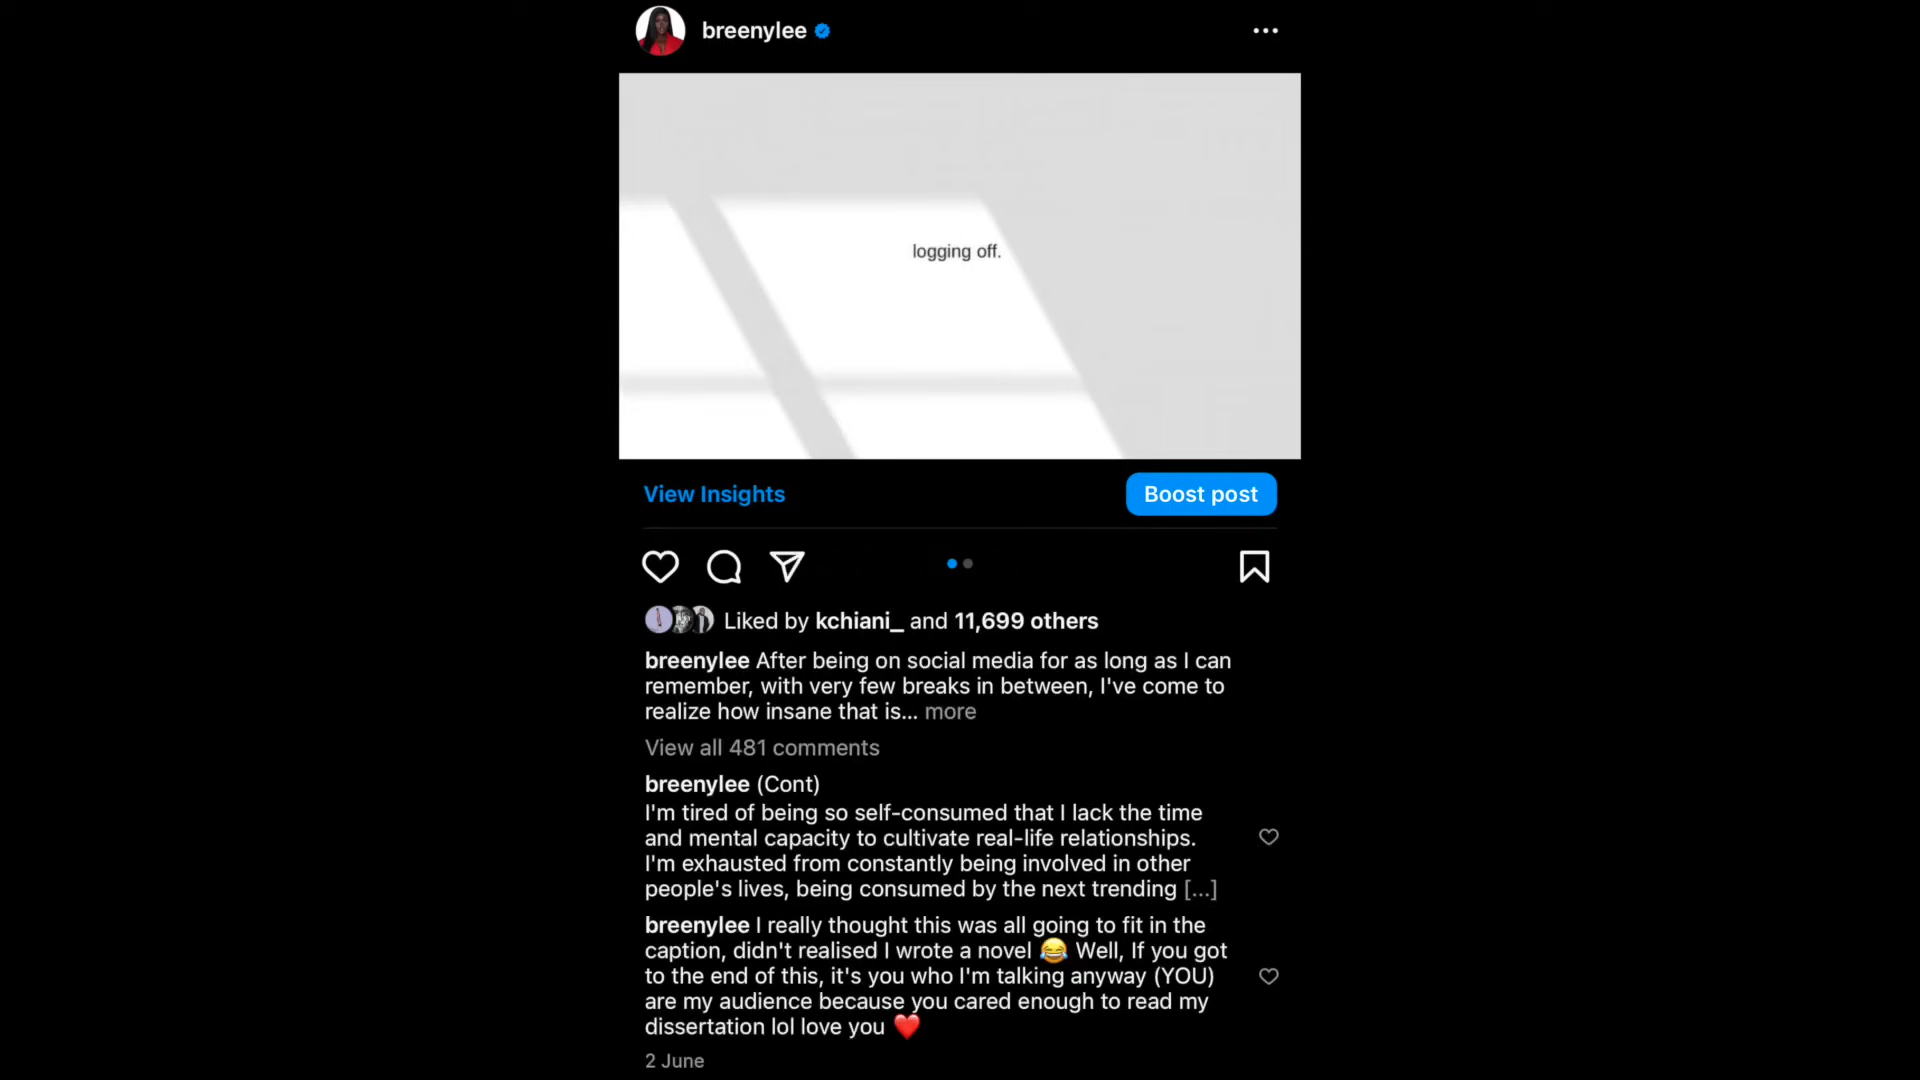 breenylee
logging off.
View Insights
Boost post
Liked by kchiani_ and 11,699 others
breenylee After being on social media for as long as I can
remember, with very few breaks in between, I've come to
realize how insane that is... more
View all 481 comments
breenylee (Cont)
I'm tired of being so self-consumed that I lack the time
and mental capacity to cultivate real-life relationships.
I'm exhausted from constantly being involved in other
people's lives, being consumed by the next trending [...]
breenylee I really thought this was all going to fit in the
caption, didn't realised I wrote a novel 😂 Well, If you got
to the end of this, it's you who I'm talking anyway (YOU)
are my audience because you cared enough to read my
dissertation lol love you ❤️
2 June